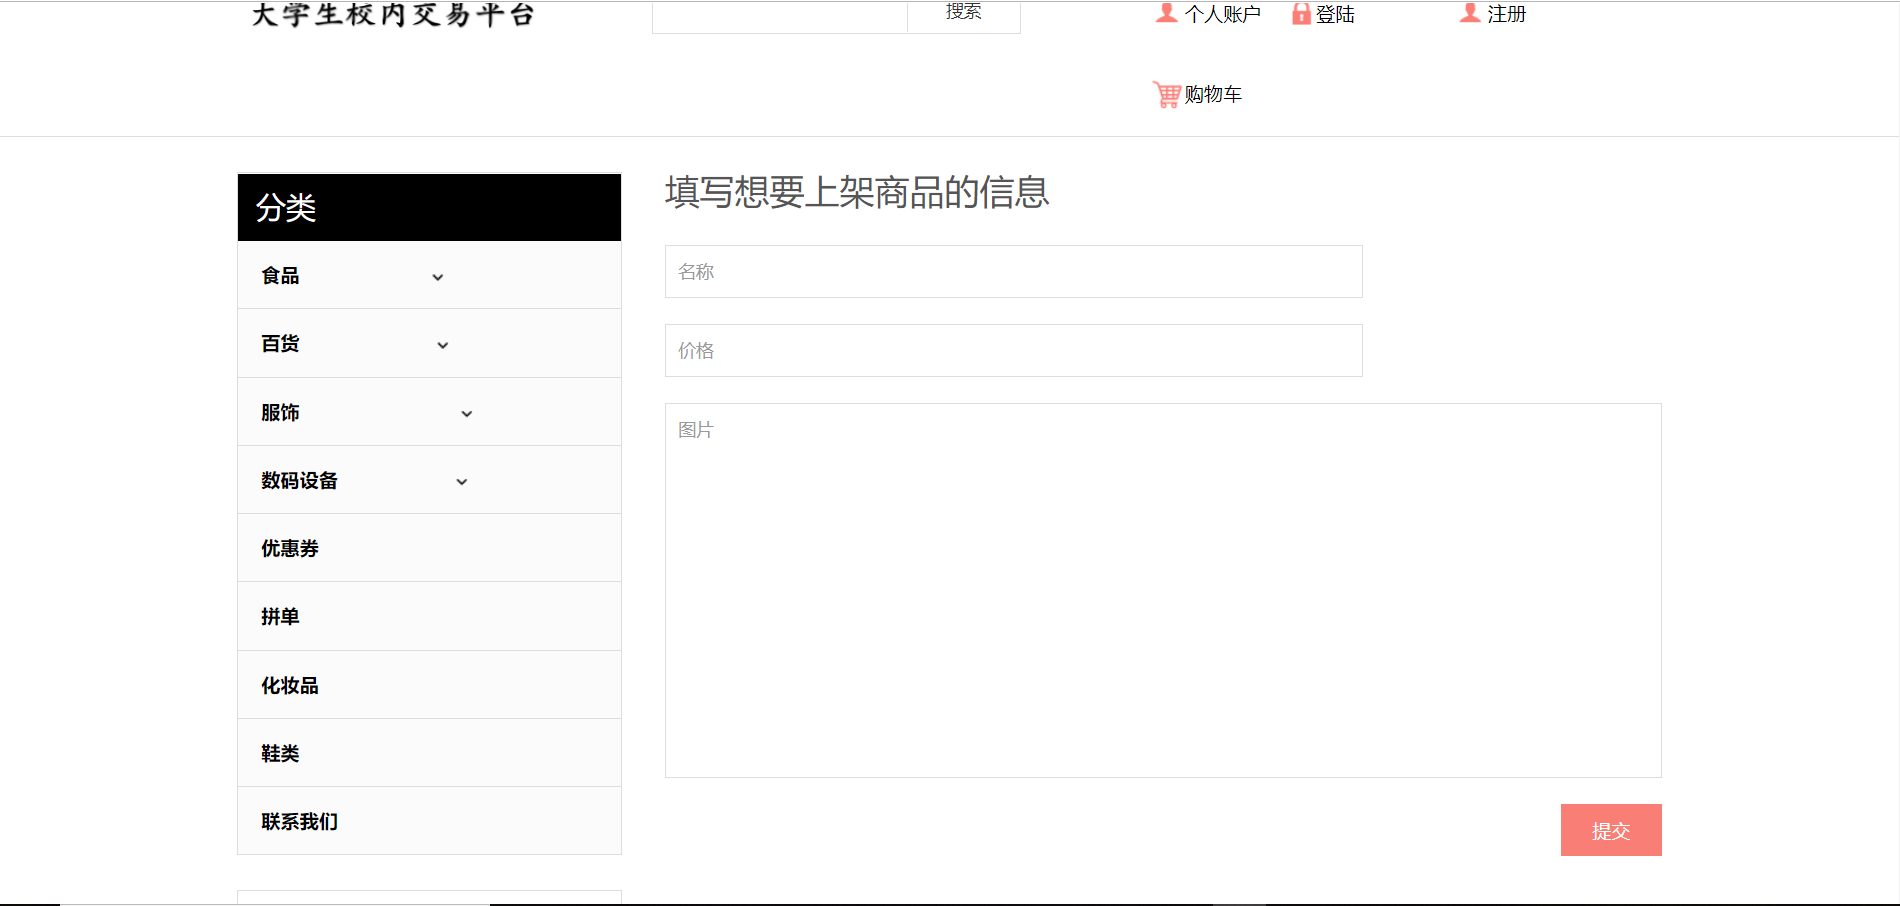 大学生校内交易平台
搜索
个人账户
登陆
注册
购物车
分类
食品
百货
服饰
数码设备
优惠券
拼单
化妆品
鞋类
联系我们
填写想要上架商品的信息
名称
价格
图片
提交